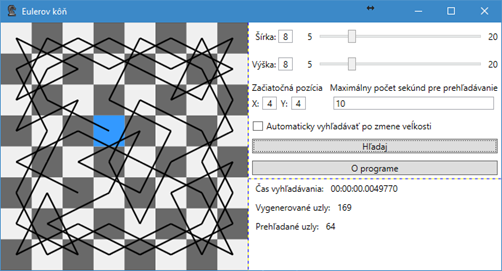 Eulerov kôň
Šírka: 8 5 20
Výška: 8 5 20
Začiatočná pozícia Maximálny počet sekúnd pre prehľadávanie
X: 4 Y: 4 10
Automaticky vyhľadávať po zmene veľkosti
Hľadaj
O programe
Čas vyhľadávania: 00:00:00.0049770
Vygenerované uzly: 169
Prehľadané uzly: 64